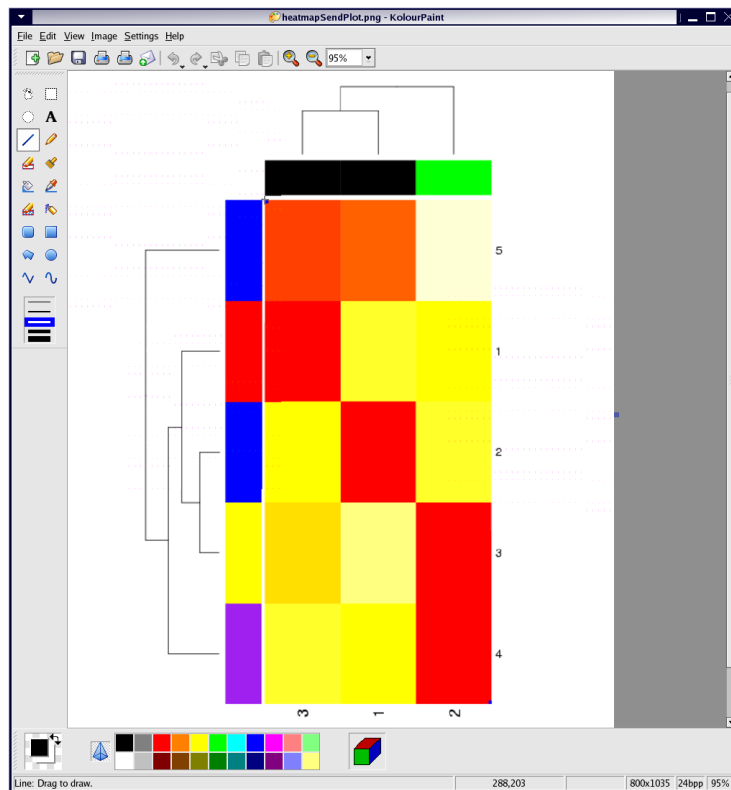 heatmapSendPlot.png - KolourPaint
File Edit View Image Settings Help
95%
A
5
1
2
3
4
3 1 2
Line: Drag to draw. 288,203 800x1035 24bpp 95%